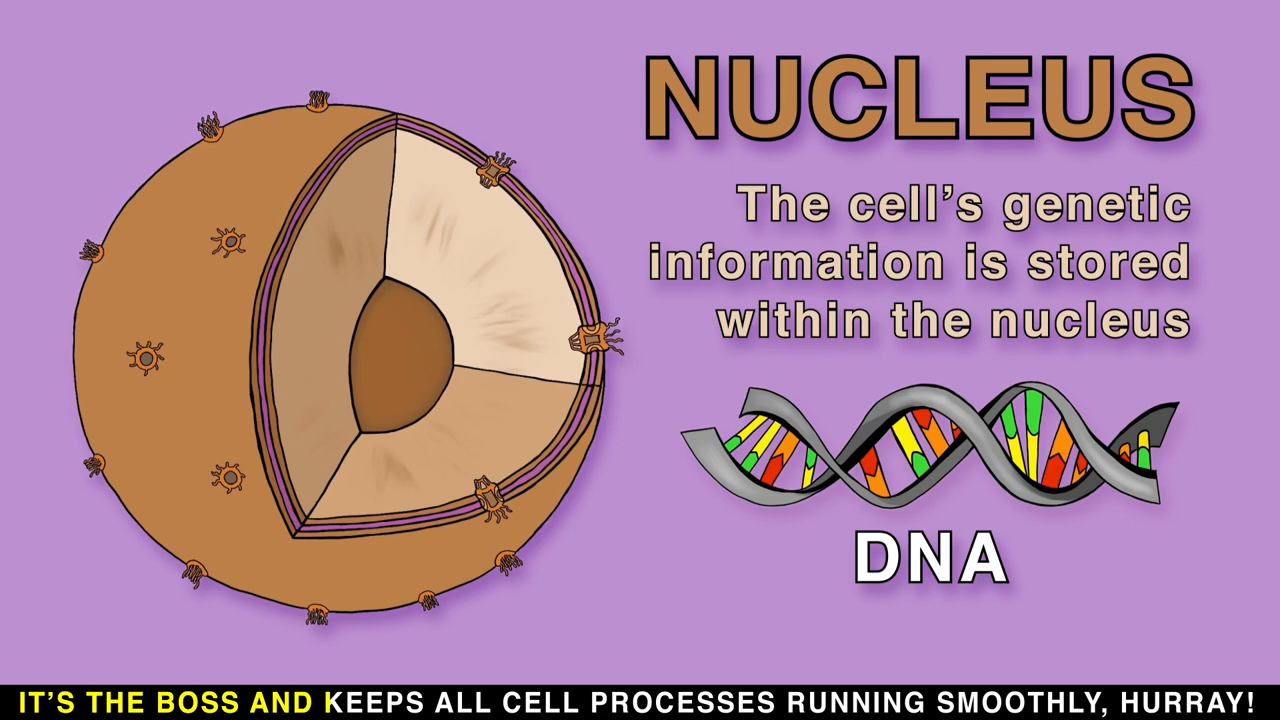 NUCLEUS
The cell’s genetic
information is stored
within the nucleus
DNA
IT’S THE BOSS AND KEEPS ALL CELL PROCESSES RUNNING SMOOTHLY, HURRAY!